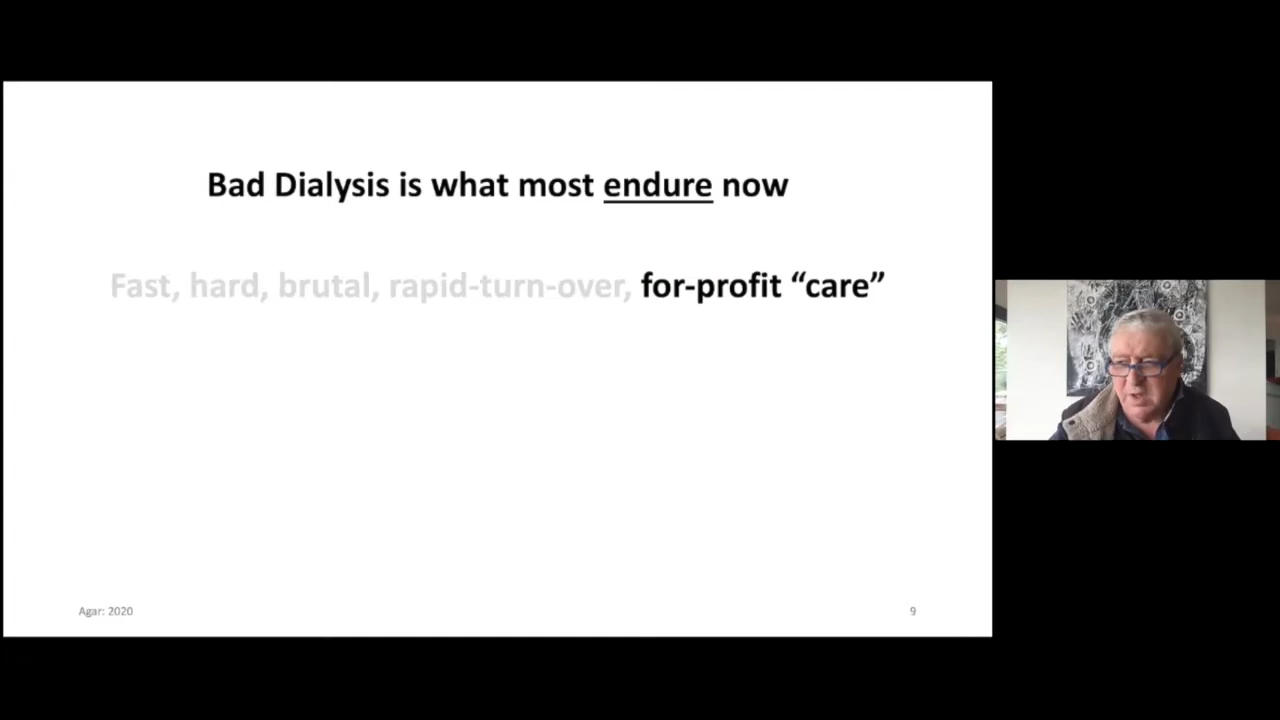 Bad Dialysis is what most endure now
Fast, hard, brutal, rapid-turn-over, for-profit “care”
Agar: 2020
9